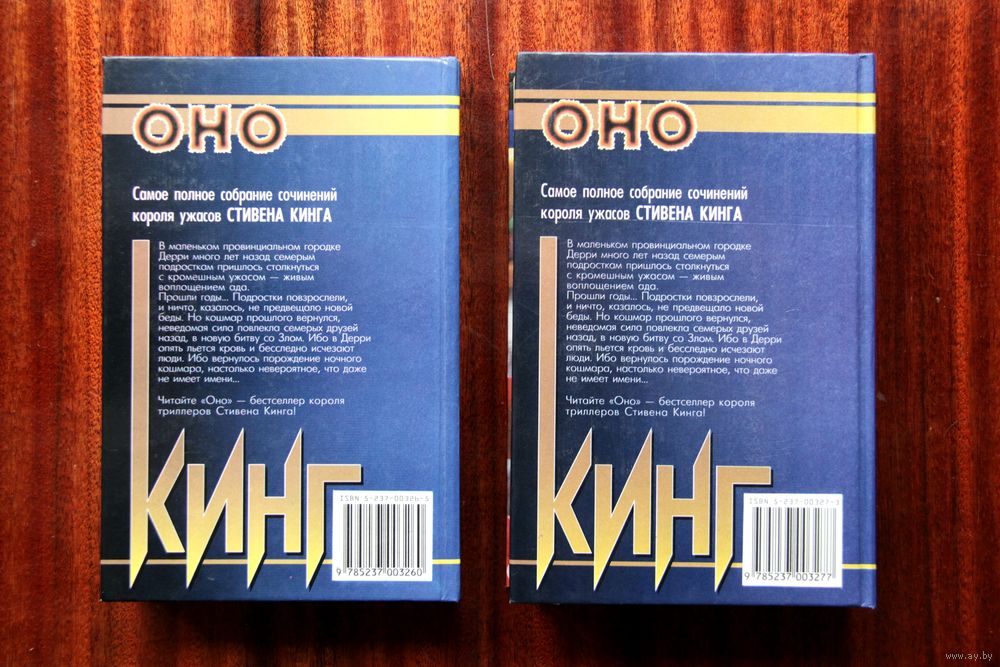 ОНО
Самое полное собрание сочинений
короля ужасов СТИВЕНА КИНГА
В маленьком провинциальном городке
Дерри много лет назад семерым
подросткам пришлось столкнуться
с кромешным ужасом — живым
воплощением ада.
Прошли годы... Подростки повзрослели,
и ничто, казалось, не предвещало новой
беды. Но кошмар прошлого вернулся,
неведомая сила повлекла семерых друзей
назад, в новую битву со Злом. Ибо в Дерри
опять льется кровь и бесследно исчезают
люди. Ибо вернулось порождение ночного
кошмара, настолько невероятное, что даже
не имеет имени...
Читайте «Оно» — бестселлер короля
триллеров Стивена Кинга!
КИНГ
ISBN 5-237-00326-5
9 785237 003260
ОНО
Самое полное собрание сочинений
короля ужасов СТИВЕНА КИНГА
В маленьком провинциальном городке
Дерри много лет назад семерым
подросткам пришлось столкнуться
с кромешным ужасом — живым
воплощением ада.
Прошли годы... Подростки повзрослели,
и ничто, казалось, не предвещало новой
беды. Но кошмар прошлого вернулся,
неведомая сила повлекла семерых друзей
назад, в новую битву со Злом. Ибо в Дерри
опять льется кровь и бесследно исчезают
люди. Ибо вернулось порождение ночного
кошмара, настолько невероятное, что даже
не имеет имени...
Читайте «Оно» — бестселлер короля
триллеров Стивена Кинга!
КИНГ
ISBN 5-237-00327-3
9 785237 003277
www.ay.by